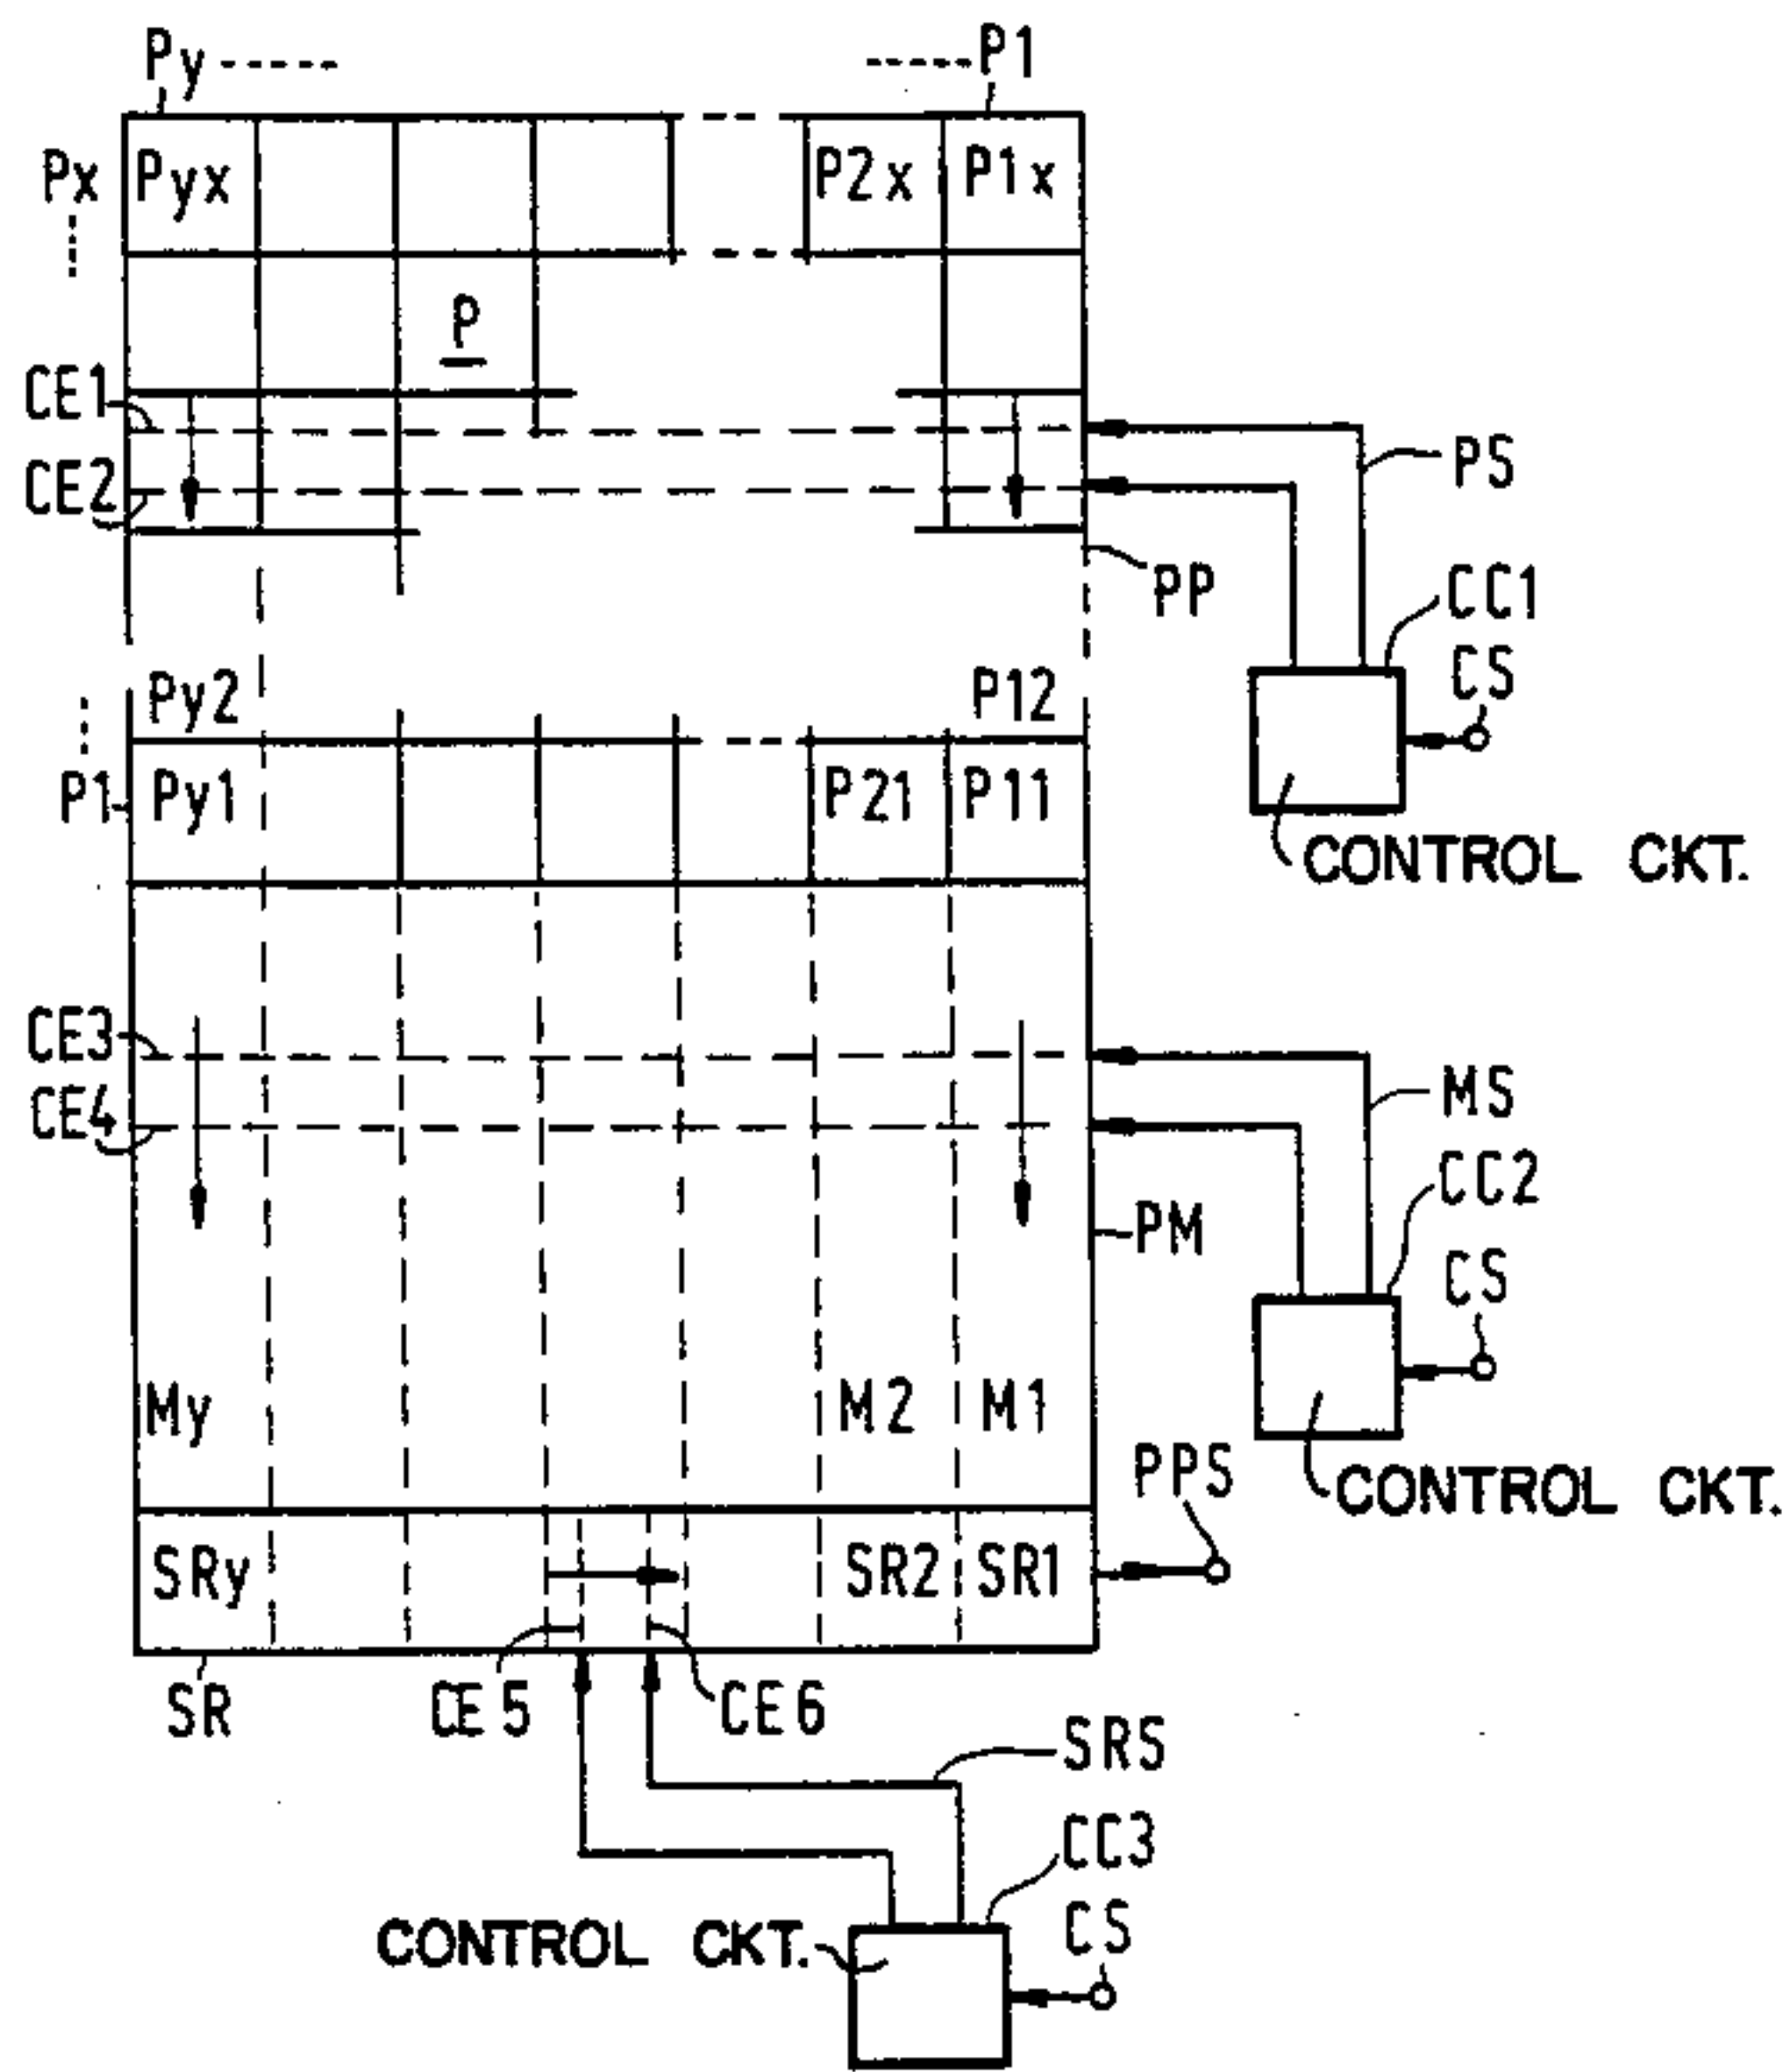 Py ----- ----- P1
Px Pyx P2x P1x
P
CE1
CE2 PS
PP CC1
CS
Py2 P12
P1 Py1 P21 P11
CONTROL CKT.
CE3
CE4 MS
CC2
PM
CS
My M2 M1
PPS
CONTROL CKT.
SRy SR2 SR1
SR CE5 CE6
SRS
CC3
CS
CONTROL CKT.